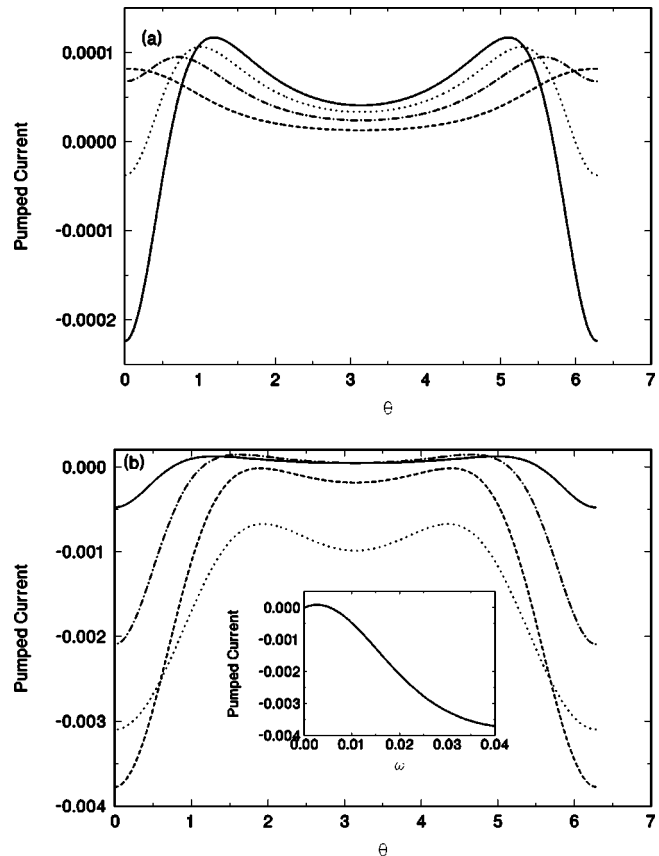 (a)
Pumped Current
0.0001
0.0000
-0.0001
-0.0002
0 1 2 3 4 5 6 7
θ
(b)
Pumped Current
0.000
-0.001
-0.002
-0.003
-0.004
Pumped Current
0.000
-0.001
-0.002
-0.003
-0.004
0.00 0.01 0.02 0.03 0.04
ω
0 1 2 3 4 5 6 7
θ